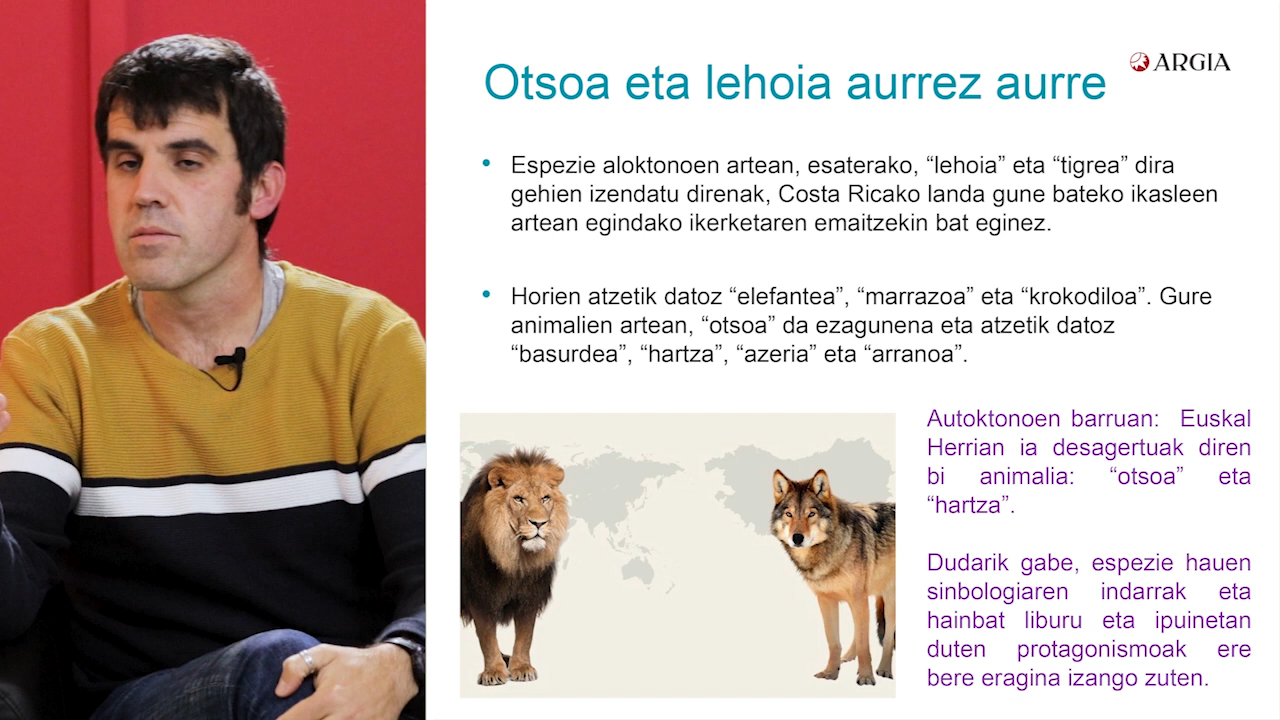 Otsoa eta lehoia aurrez aurre
ARGIA
• Espezie aloktonoen artean, esaterako, “lehoia” eta “tigrea” dira
gehien izendatu direnak, Costa Ricako landa gune bateko ikasleen
artean egindako ikerketaren emaitzekin bat eginez.
• Horien atzetik datoz “elefantea”, “marrazoa” eta “krokodiloa”. Gure
animalien artean, “otsoa” da ezagunena eta atzetik datoz
“basurdea”, “hartza”, “azeria” eta “arranoa”.
Autoktonoen barruan: Euskal
Herrian ia desagertuak diren
bi animalia: “otsoa” eta
“hartza”.
Dudarik gabe, espezie hauen
sinbologiaren indarrak eta
hainbat liburu eta ipuinetan
duten protagonismoak ere
bere eragina izango zuten.